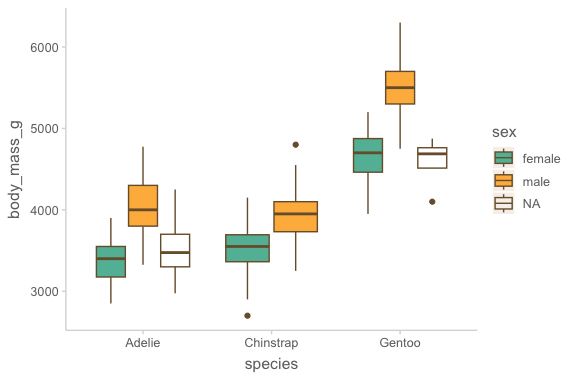 6000
5000
4000
3000
body_mass_g
Adelie
Chinstrap
Gentoo
species
sex
female
male
NA